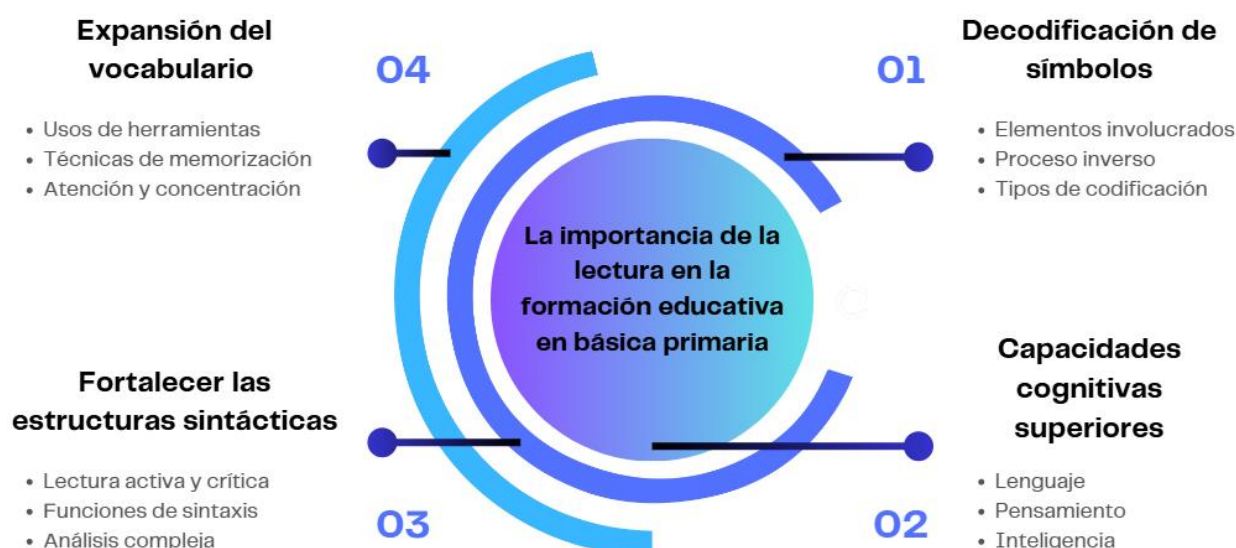 Expansión del
vocabulario
04
• Usos de herramientas
• Técnicas de memorización
• Atención y concentración
01
Decodificación de
símbolos
• Elementos involucrados
• Proceso inverso
• Tipos de codificación
La importancia de la
lectura en la
formación educativa
en básica primaria
Fortalecer las
estructuras sintácticas
• Lectura activa y crítica
• Funciones de sintaxis
• Análisis compleja
03
02
Capacidades
cognitivas
superiores
• Lenguaje
• Pensamiento
• Inteligencia